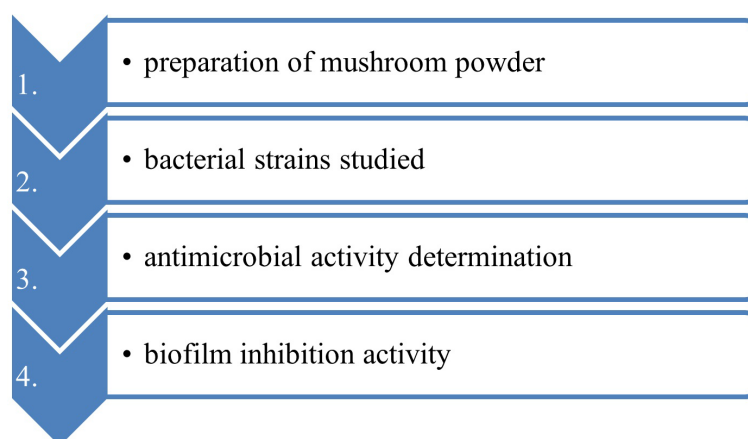 1.
• preparation of mushroom powder
2.
• bacterial strains studied
3.
• antimicrobial activity determination
4.
• biofilm inhibition activity